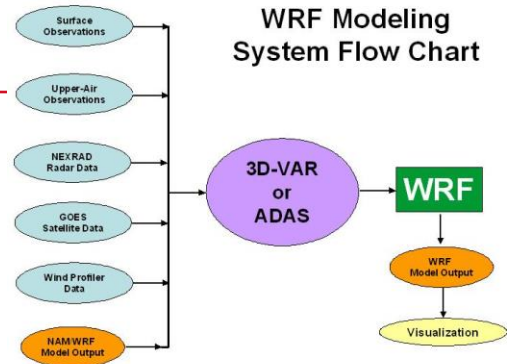 WRF Modeling
System Flow Chart
Surface
Observations
Upper-Air
Observations
NEXRAD
Radar Data
GOES
Satellite Data
Wind Profiler
Data
NAM/WRF
Model Output
3D-VAR
or
ADAS
WRF
WRF
Model Output
Visualization